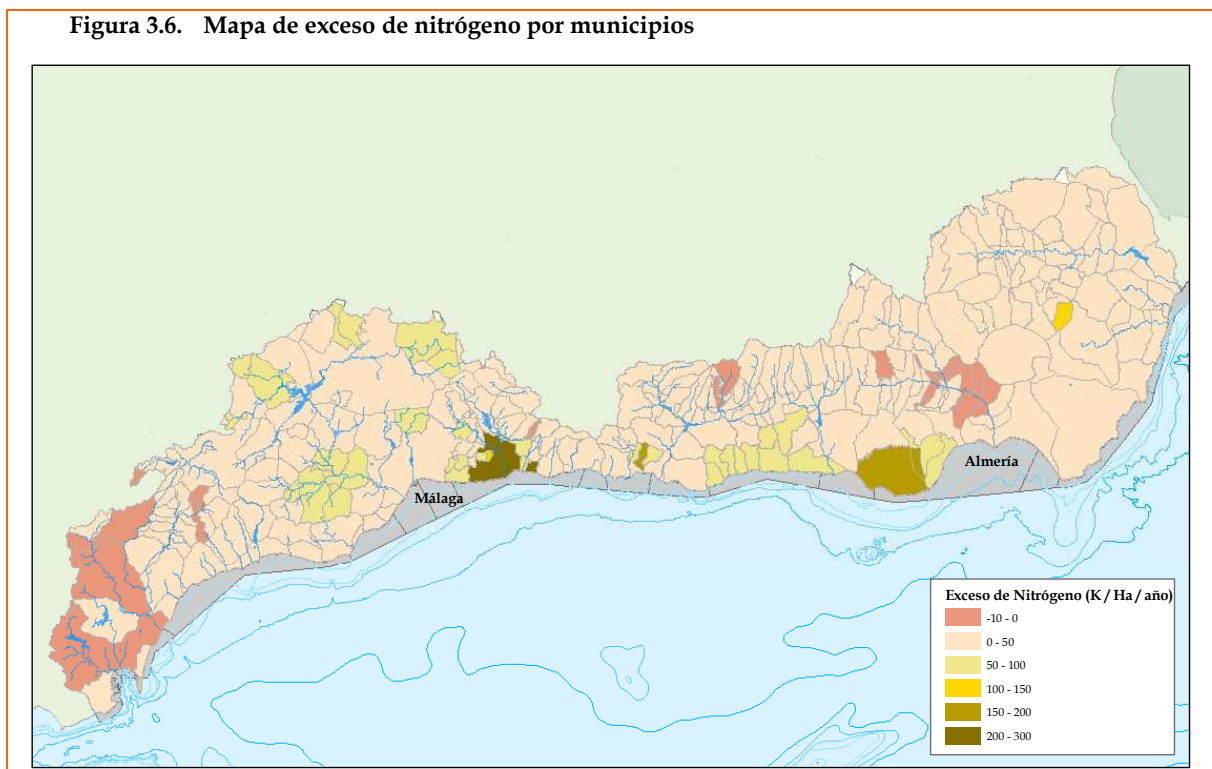 Figura 3.6. Mapa de exceso de nitrógeno por municipios
Almería
Málaga
Exceso de Nitrógeno (K / Ha / año)
-10 - 0
0 - 50
50 - 100
100 - 150
150 - 200
200 - 300